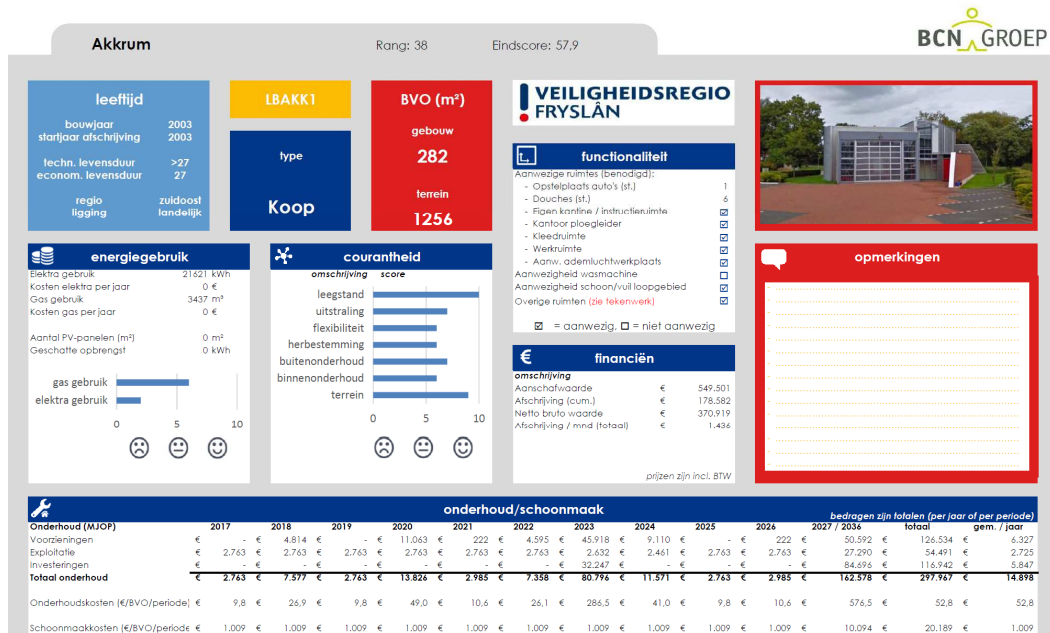 Akkrum Rang: 38 Eindscore: 57,9
BCN GROEP
leeftijd
bouwjaar 2003
startjaar afschrijving 2003
techn. levensduur >27
econom. levensduur 27
regio zuidoost
ligging landelijk
LBAKK1
type
Koop
BVO (m²)
gebouw
282
terrein
1256
VEILIGHEIDSREGIO
FRYSLÂN
functionaliteit
Aanwezige ruimtes (benodigd):
- Opstelplaats auto's (st.) 1
- Douches (st.) 6
- Eigen kantine / instructieruimte ☑
- Kantoor ploegleider ☑
- Kleedruimte ☑
- Werkruimte ☑
- Aanw. ademluchtwerkplaats ☑
Aanwezigheid wasmachine ☐
Aanwezigheid schoon/vuil loopgebied ☑
Overige ruimten (zie tekenwerk) ☑
☑ = aanwezig, ☐ = niet aanwezig
energiegebruik
Elektra gebruik 21621 kWh
Kosten elektra per jaar 0 €
Gas gebruik 3437 m³
Kosten gas per jaar 0 €
Aantal PV-panelen (m²) 0 m²
Geschatte opbrengst 0 kWh
gas gebruik
elektra gebruik
0 5 10
courantheid
omschrijving score
leegstand
uitstraling
flexibiliteit
herbestemming
buitenonderhoud
binnenonderhoud
terrein
0 5 10
€ financiën
omschrijving
Aanschafwaarde € 549.501
Afschrijving (cum.) € 178.582
Netto bruto waarde € 370.919
Afschrijving / mnd (totaal) € 1.436
prijzen zijn incl. BTW
opmerkingen
onderhoud/schoonmaak
bedragen zijn totalen (per jaar of per periode)
Onderhoud (MJOP) 2017 2018 2019 2020 2021 2022 2023 2024 2025 2026 2027 / 2036 totaal gem. / jaar
Voorzieningen € - € 4.814 € - € 11.063 € 222 € 4.595 € 45.918 € 9.110 € - € 222 € 50.592 € 126.534 € 6.327
Exploitatie € 2.763 € 2.763 € 2.763 € 2.763 € 2.763 € 2.763 € 2.632 € 2.461 € 2.763 € 2.763 € 27.290 € 54.491 € 2.725
Investeringen € - € - € - € - € - € - € 32.247 € - € - € - € 84.696 € 116.942 € 5.847
Totaal onderhoud € 2.763 € 7.577 € 2.763 € 13.826 € 2.985 € 7.358 € 80.796 € 11.571 € 2.763 € 2.985 € 162.578 € 297.967 € 14.898
Onderhoudskosten (€/BVO/periode) € 9,8 € 26,9 € 9,8 € 49,0 € 10,6 € 26,1 € 286,5 € 41,0 € 9,8 € 10,6 € 576,5 € 52,8 € 52,8
Schoonmaakkosten (€/BVO/periode € 1.009 € 1.009 € 1.009 € 1.009 € 1.009 € 1.009 € 1.009 € 1.009 € 1.009 € 1.009 € 10.094 € 20.189 € 1.009